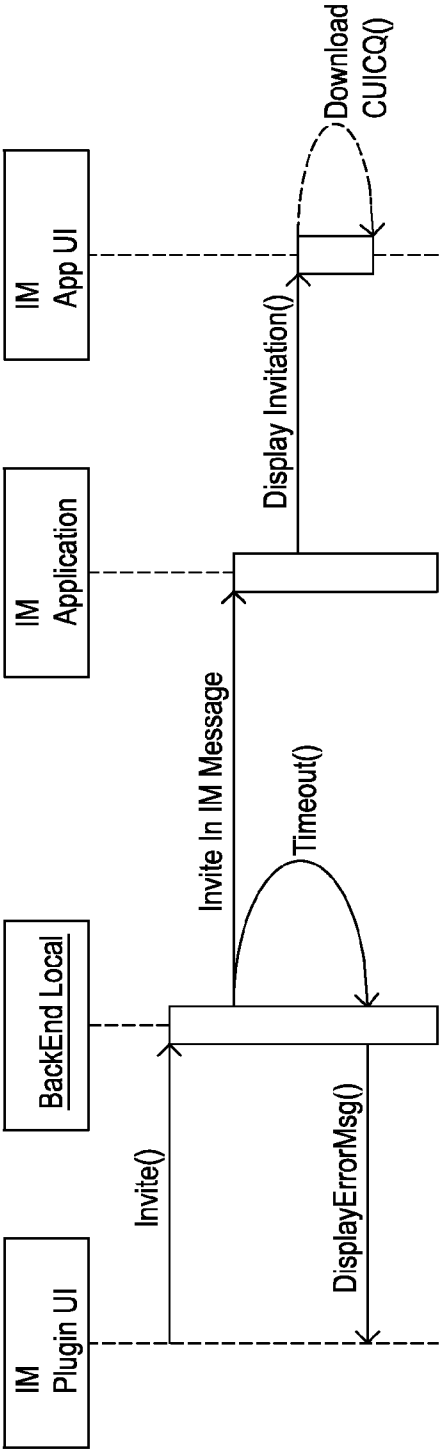 IM
Plugin UI
BackEnd Local
IM
Application
IM
App UI
Invite()
Invite In IM Message
Display Invitation()
Timeout()
Download
CUICQ()
DisplayErrorMsg()